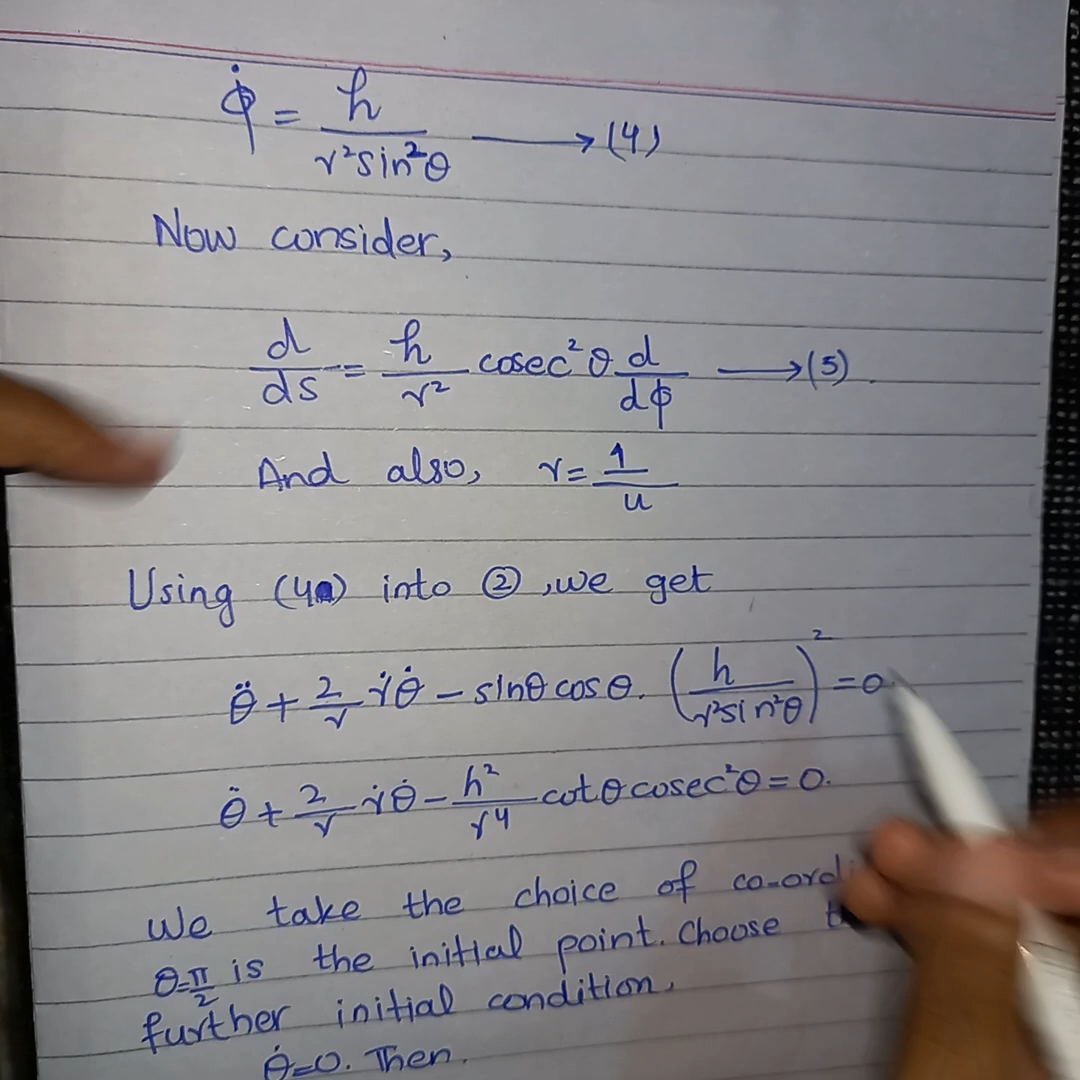 φ̇ = h / r²sin²θ ⟶ (4)
Now consider,
d/ds = h/r² cosec²θ d/dφ ⟶ (5).
And also, r = 1/u
Using (4) into ②, we get
θ̈ + 2/r ṙθ̇ − sinθ cosθ. (h / r²sin²θ)² = 0.
θ̈ + 2/r ṙθ̇ − h²/r⁴ cotθ cosec²θ = 0.
We take the choice of co-ordi
θ=π/2 is the initial point. Choose
further initial condition,
θ̇=0. Then.